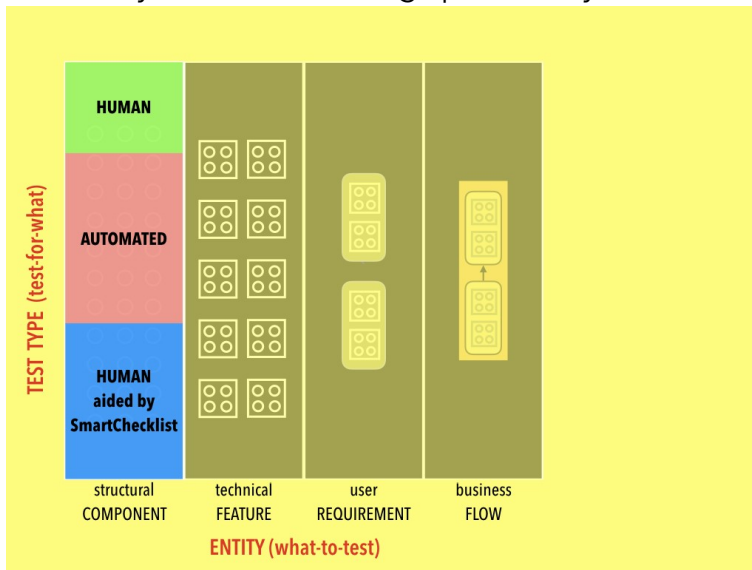 HUMAN
AUTOMATED
HUMAN
aided by
SmartChecklist
TEST TYPE (test-for-what)
structural
COMPONENT
technical
FEATURE
user
REQUIREMENT
business
FLOW
ENTITY (what-to-test)